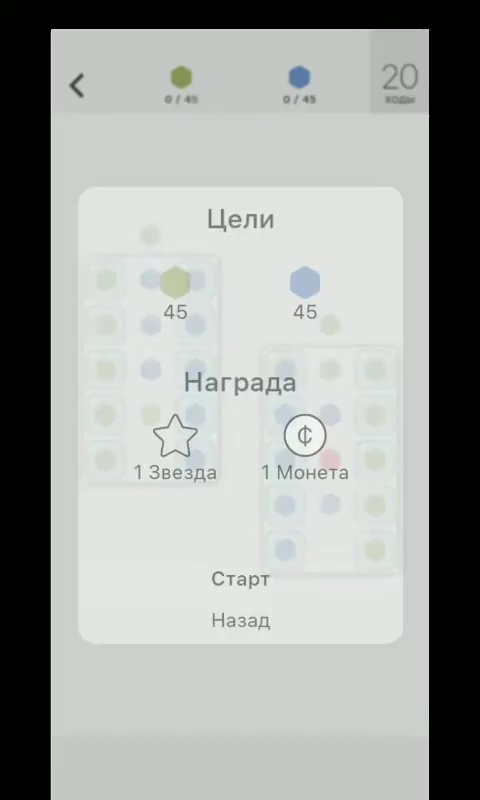 0 / 45
0 / 45
20
ходы
Цели
45
45
Награда
1 Звезда
1 Монета
Старт
Назад